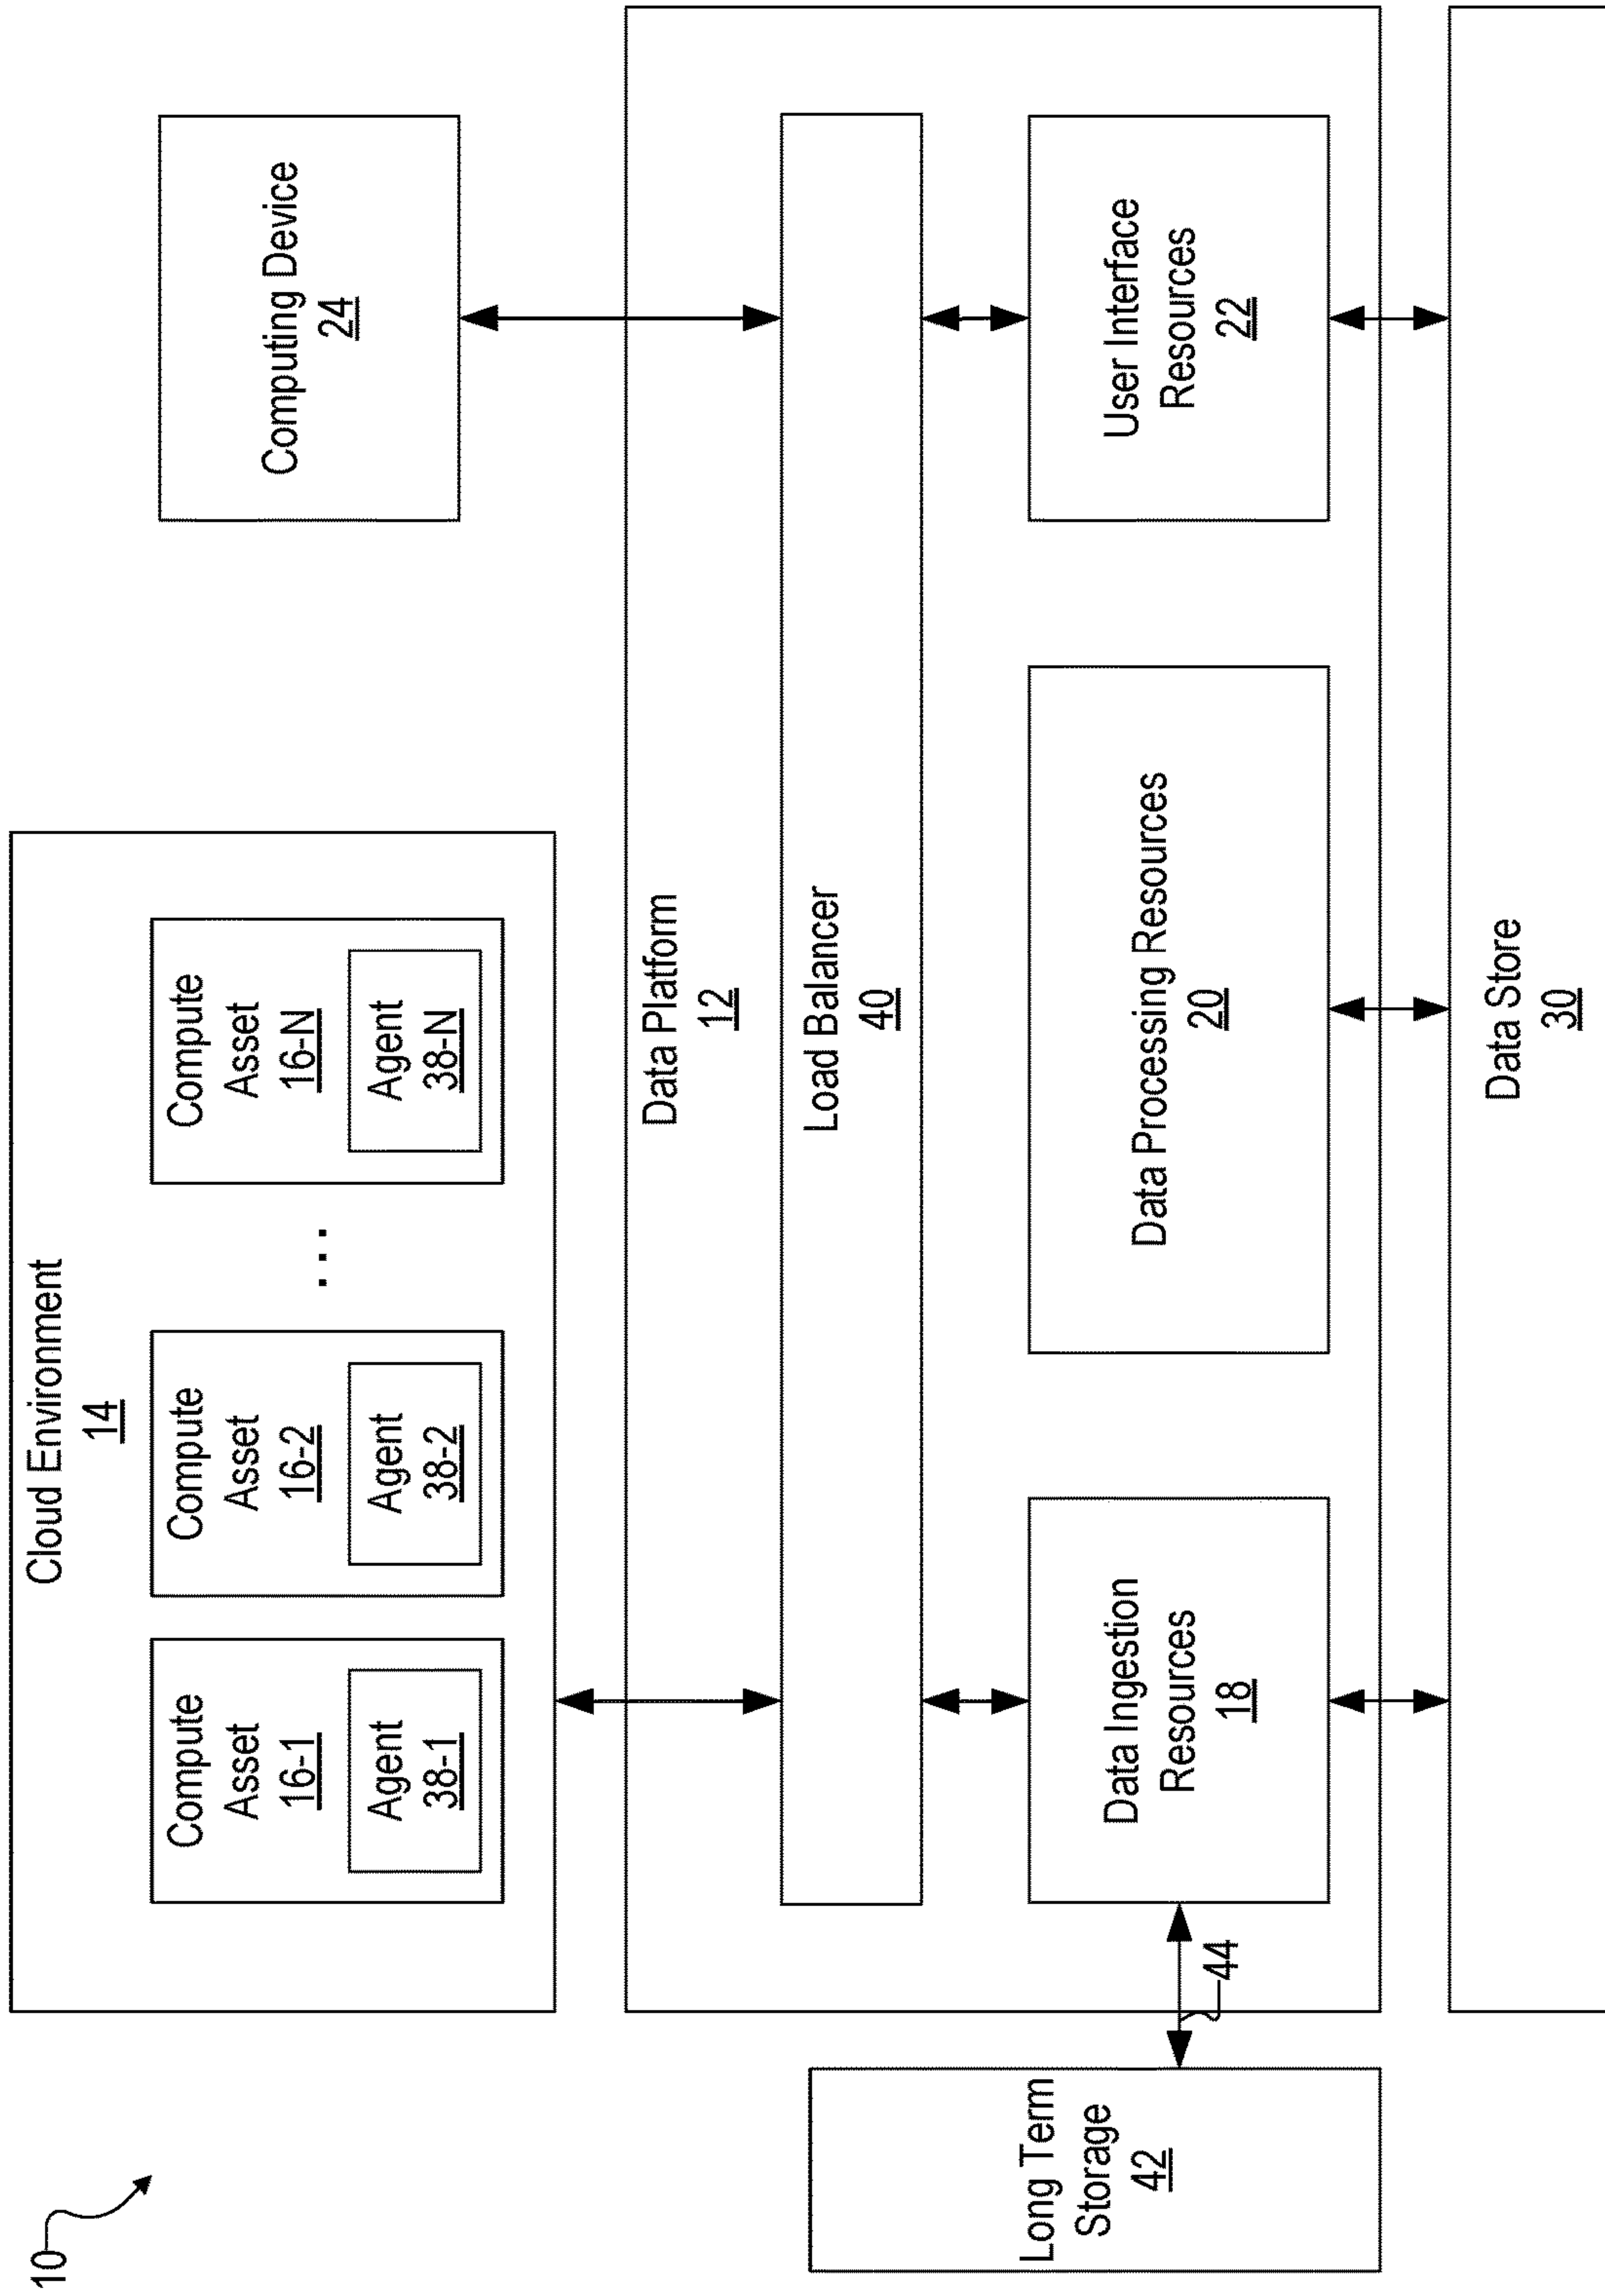 10
Cloud Environment
14
Compute
Asset
16-1
Agent
38-1
Compute
Asset
16-2
Agent
38-2
...
Compute
Asset
16-N
Agent
38-N
Computing Device
24
Data Platform
12
Load Balancer
40
Long Term
Storage
42
44
Data Ingestion
Resources
18
Data Processing Resources
20
User Interface
Resources
22
Data Store
30